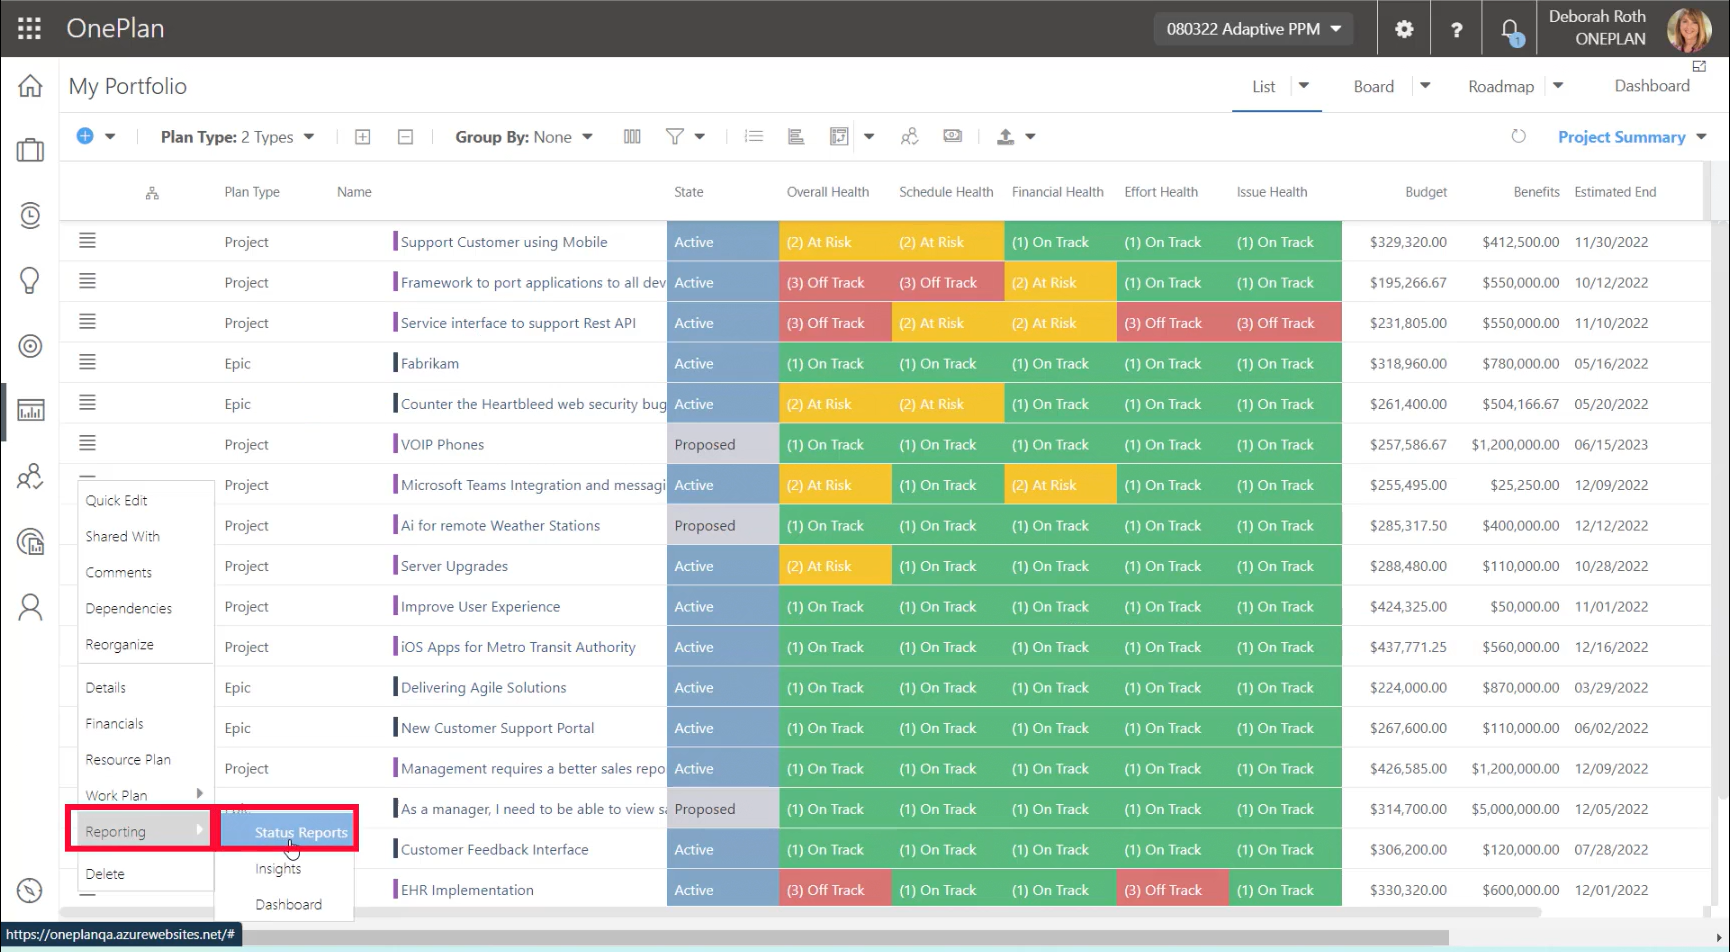 OnePlan
080322 Adaptive PPM
?
1
Deborah Roth
ONEPLAN
My Portfolio
List
Board
Roadmap
Dashboard
Plan Type: 2 Types
Group By: None
Project Summary
Plan Type Name State Overall Health Schedule Health Financial Health Effort Health Issue Health Budget Benefits Estimated End
Project Support Customer using Mobile Active (2) At Risk (2) At Risk (1) On Track (1) On Track (1) On Track $329,320.00 $412,500.00 11/30/2022
Project Framework to port applications to all dev Active (3) Off Track (3) Off Track (2) At Risk (1) On Track (1) On Track $195,266.67 $550,000.00 10/12/2022
Project Service interface to support Rest API Active (3) Off Track (2) At Risk (2) At Risk (3) Off Track (3) Off Track $231,805.00 $550,000.00 11/10/2022
Epic Fabrikam Active (1) On Track (1) On Track (1) On Track (1) On Track (1) On Track $318,960.00 $780,000.00 05/16/2022
Epic Counter the Heartbleed web security bug Active (2) At Risk (2) At Risk (1) On Track (1) On Track (1) On Track $261,400.00 $504,166.67 05/20/2022
Project VOIP Phones Proposed (1) On Track (1) On Track (1) On Track (1) On Track (1) On Track $257,586.67 $1,200,000.00 06/15/2023
Project Microsoft Teams Integration and messagi Active (2) At Risk (1) On Track (2) At Risk (1) On Track (1) On Track $255,495.00 $25,250.00 12/09/2022
Project Ai for remote Weather Stations Proposed (1) On Track (1) On Track (1) On Track (1) On Track (1) On Track $285,317.50 $400,000.00 12/12/2022
Project Server Upgrades Active (2) At Risk (1) On Track (1) On Track (1) On Track (1) On Track $288,480.00 $110,000.00 10/28/2022
Project Improve User Experience Active (1) On Track (1) On Track (1) On Track (1) On Track (1) On Track $424,325.00 $50,000.00 11/01/2022
Project iOS Apps for Metro Transit Authority Active (1) On Track (1) On Track (1) On Track (1) On Track (1) On Track $437,771.25 $560,000.00 12/16/2022
Epic Delivering Agile Solutions Active (1) On Track (1) On Track (1) On Track (1) On Track (1) On Track $224,000.00 $870,000.00 03/29/2022
Epic New Customer Support Portal Active (1) On Track (1) On Track (1) On Track (1) On Track (1) On Track $267,600.00 $110,000.00 06/02/2022
Project Management requires a better sales repo Active (1) On Track (1) On Track (1) On Track (1) On Track (1) On Track $426,585.00 $1,200,000.00 12/09/2022
As a manager, I need to be able to view sa Proposed (1) On Track (1) On Track (1) On Track (1) On Track (1) On Track $314,700.00 $5,000,000.00 12/05/2022
Customer Feedback Interface Active (1) On Track (1) On Track (1) On Track (1) On Track (1) On Track $306,200.00 $120,000.00 07/28/2022
EHR Implementation Active (3) Off Track (1) On Track (1) On Track (3) Off Track (1) On Track $330,320.00 $600,000.00 12/01/2022
Quick Edit
Shared With
Comments
Dependencies
Reorganize
Details
Financials
Resource Plan
Work Plan
Reporting
Delete
Status Reports
Insights
Dashboard
https://oneplanqa.azurewebsites.net/#